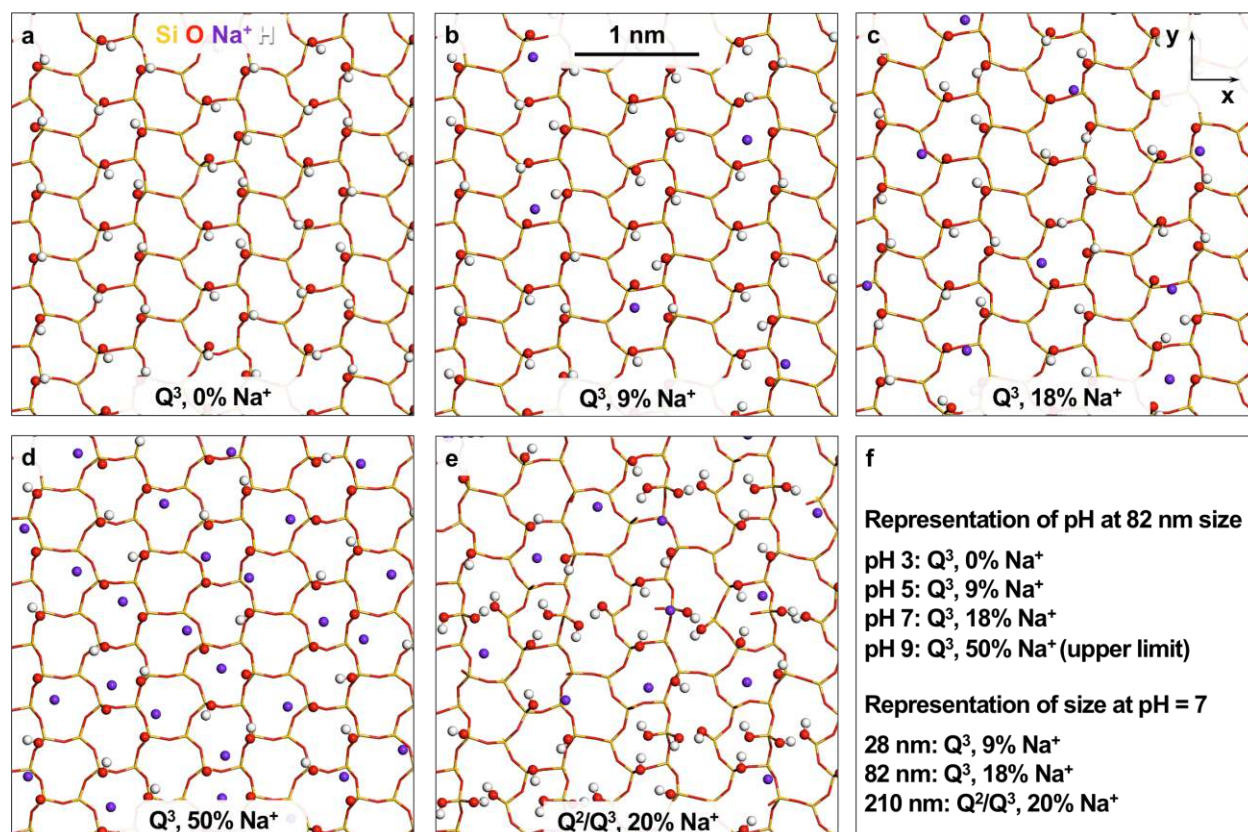 a
Si O Na⁺ H
Q³, 0% Na⁺
b
1 nm
Q³, 9% Na⁺
c
y
x
Q³, 18% Na⁺
d
Q³, 50% Na⁺
e
Q²/Q³, 20% Na⁺
f
Representation of pH at 82 nm size
pH 3: Q³, 0% Na⁺
pH 5: Q³, 9% Na⁺
pH 7: Q³, 18% Na⁺
pH 9: Q³, 50% Na⁺ (upper limit)
Representation of size at pH = 7
28 nm: Q³, 9% Na⁺
82 nm: Q³, 18% Na⁺
210 nm: Q²/Q³, 20% Na⁺